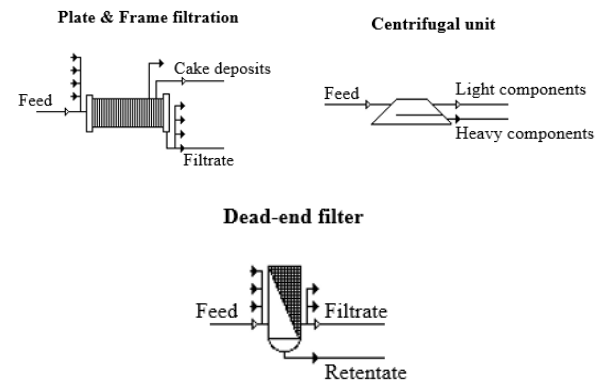 Plate & Frame filtration
Cake deposits
Feed
Filtrate
Centrifugal unit
Feed
Light components
Heavy components
Dead-end filter
Feed
Filtrate
Retentate